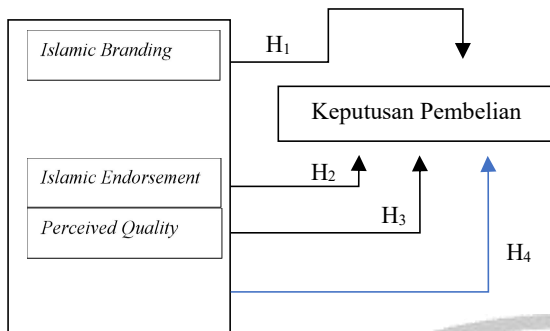 Islamic Branding
H₁
Keputusan Pembelian
Islamic Endorsement
H₂
Perceived Quality
H₃
H₄